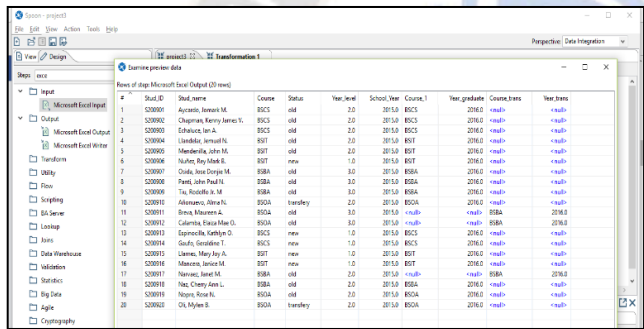 Spoon - project3
File Edit View Action Tools Help
Perspective: Data Integration
View Design
project3 Transformation 1
Steps: exce
Input
Microsoft Excel Input
Output
Microsoft Excel Output
Microsoft Excel Writer
Transform
Utility
Flow
Scripting
BA Server
Lookup
Joins
Data Warehouse
Validation
Statistics
Big Data
Agile
Cryptography
Examine preview data
Rows of step: Microsoft Excel Output (20 rows)
# Stud_ID Stud_name Course Status Year_level School_Year Course_1 Year_graduate Course_trans Year_trans
1 S200901 Aycardo, Jomark M. BSCS old 2.0 2015.0 BSCS 2016.0 <null> <null>
2 S200902 Chapman, Kenny James V. BSCS old 2.0 2015.0 BSCS 2016.0 <null> <null>
3 S200903 Echaluce, Ian A. BSCS old 2.0 2015.0 BSCS 2016.0 <null> <null>
4 S200904 Llandelar, Jemuel N. BSIT old 2.0 2015.0 BSIT 2016.0 <null> <null>
5 S200905 Mendenilla, John M. BSIT old 2.0 2015.0 BSIT 2016.0 <null> <null>
6 S200906 Nuñez, Rey Mark B. BSIT new 1.0 2015.0 BSIT 2016.0 <null> <null>
7 S200907 Osida, Jose Donjie M. BSBA old 3.0 2015.0 BSBA 2016.0 <null> <null>
8 S200908 Panti, John Paul N. BSBA old 3.0 2015.0 BSBA 2016.0 <null> <null>
9 S200909 Tiu, Rodolfo Jr. M BSBA old 3.0 2015.0 BSBA 2016.0 <null> <null>
10 S200910 Añonuevo, Alma N. BSOA transfery 2.0 2015.0 BSOA 2016.0 <null> <null>
11 S200911 Breva, Maureen A. BSOA old 3.0 2015.0 <null> <null> BSBA 2016.0
12 S200912 Calamba, Elaiza Mae O. BSOA old 3.0 2015.0 <null> <null> BSOA 2016.0
13 S200913 Espinocilla, Kathlyn O. BSCS new 1.0 2015.0 BSCS 2016.0 <null> <null>
14 S200914 Gaufo, Geraldine T. BSCS new 1.0 2015.0 BSCS 2016.0 <null> <null>
15 S200915 Llames, Mary Joy A. BSIT new 1.0 2015.0 BSIT 2016.0 <null> <null>
16 S200916 Mancera, Janice M. BSIT new 1.0 2015.0 BSIT 2016.0 <null> <null>
17 S200917 Narvaez, Janet M. BSBA old 2.0 2015.0 <null> <null> BSBA 2016.0
18 S200918 Naz, Cherry Ann L. BSBA old 2.0 2015.0 BSBA 2016.0 <null> <null>
19 S200919 Nopre, Rose N. BSOA old 2.0 2015.0 BSOA 2016.0 <null> <null>
20 S200920 Oli, Mylen B. BSOA transfery 2.0 2015.0 BSOA 2016.0 <null> <null>